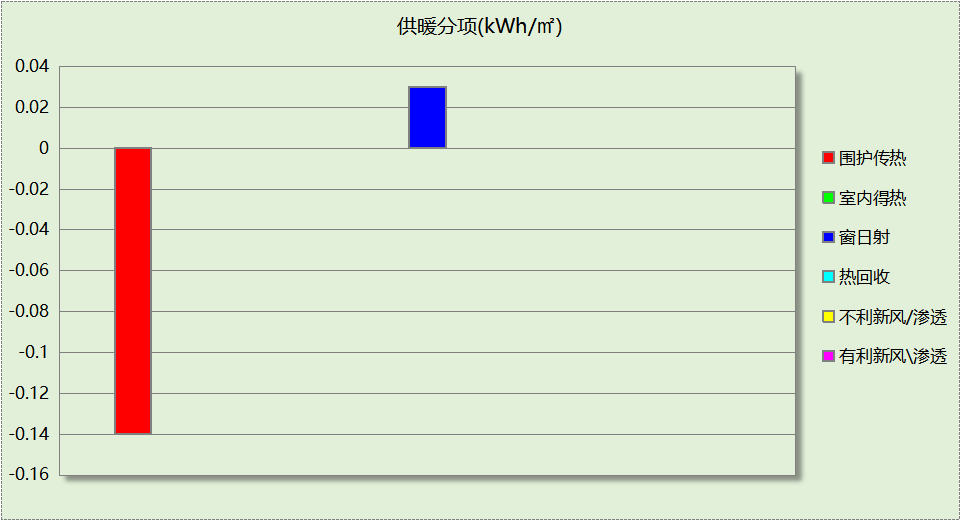 供暖分项(kWh/㎡)
0.04
0.02
0
-0.02
-0.04
-0.06
-0.08
-0.1
-0.12
-0.14
-0.16
围护传热
室内得热
窗日射
热回收
不利新风/渗透
有利新风\渗透